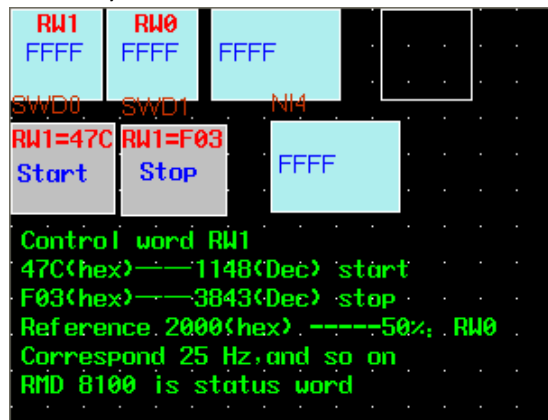 RW1 RW0
FFFF FFFF FFFF
SWD0 SWD1 NI4
RW1=47C RW1=F03
Start Stop FFFF
Control word RW1
47C(hex)——1148(Dec) start
F03(hex)——3843(Dec) stop
Reference 2000(hex) -----50%; RW0
Correspond 25 Hz,and so on
RMD 8100 is status word